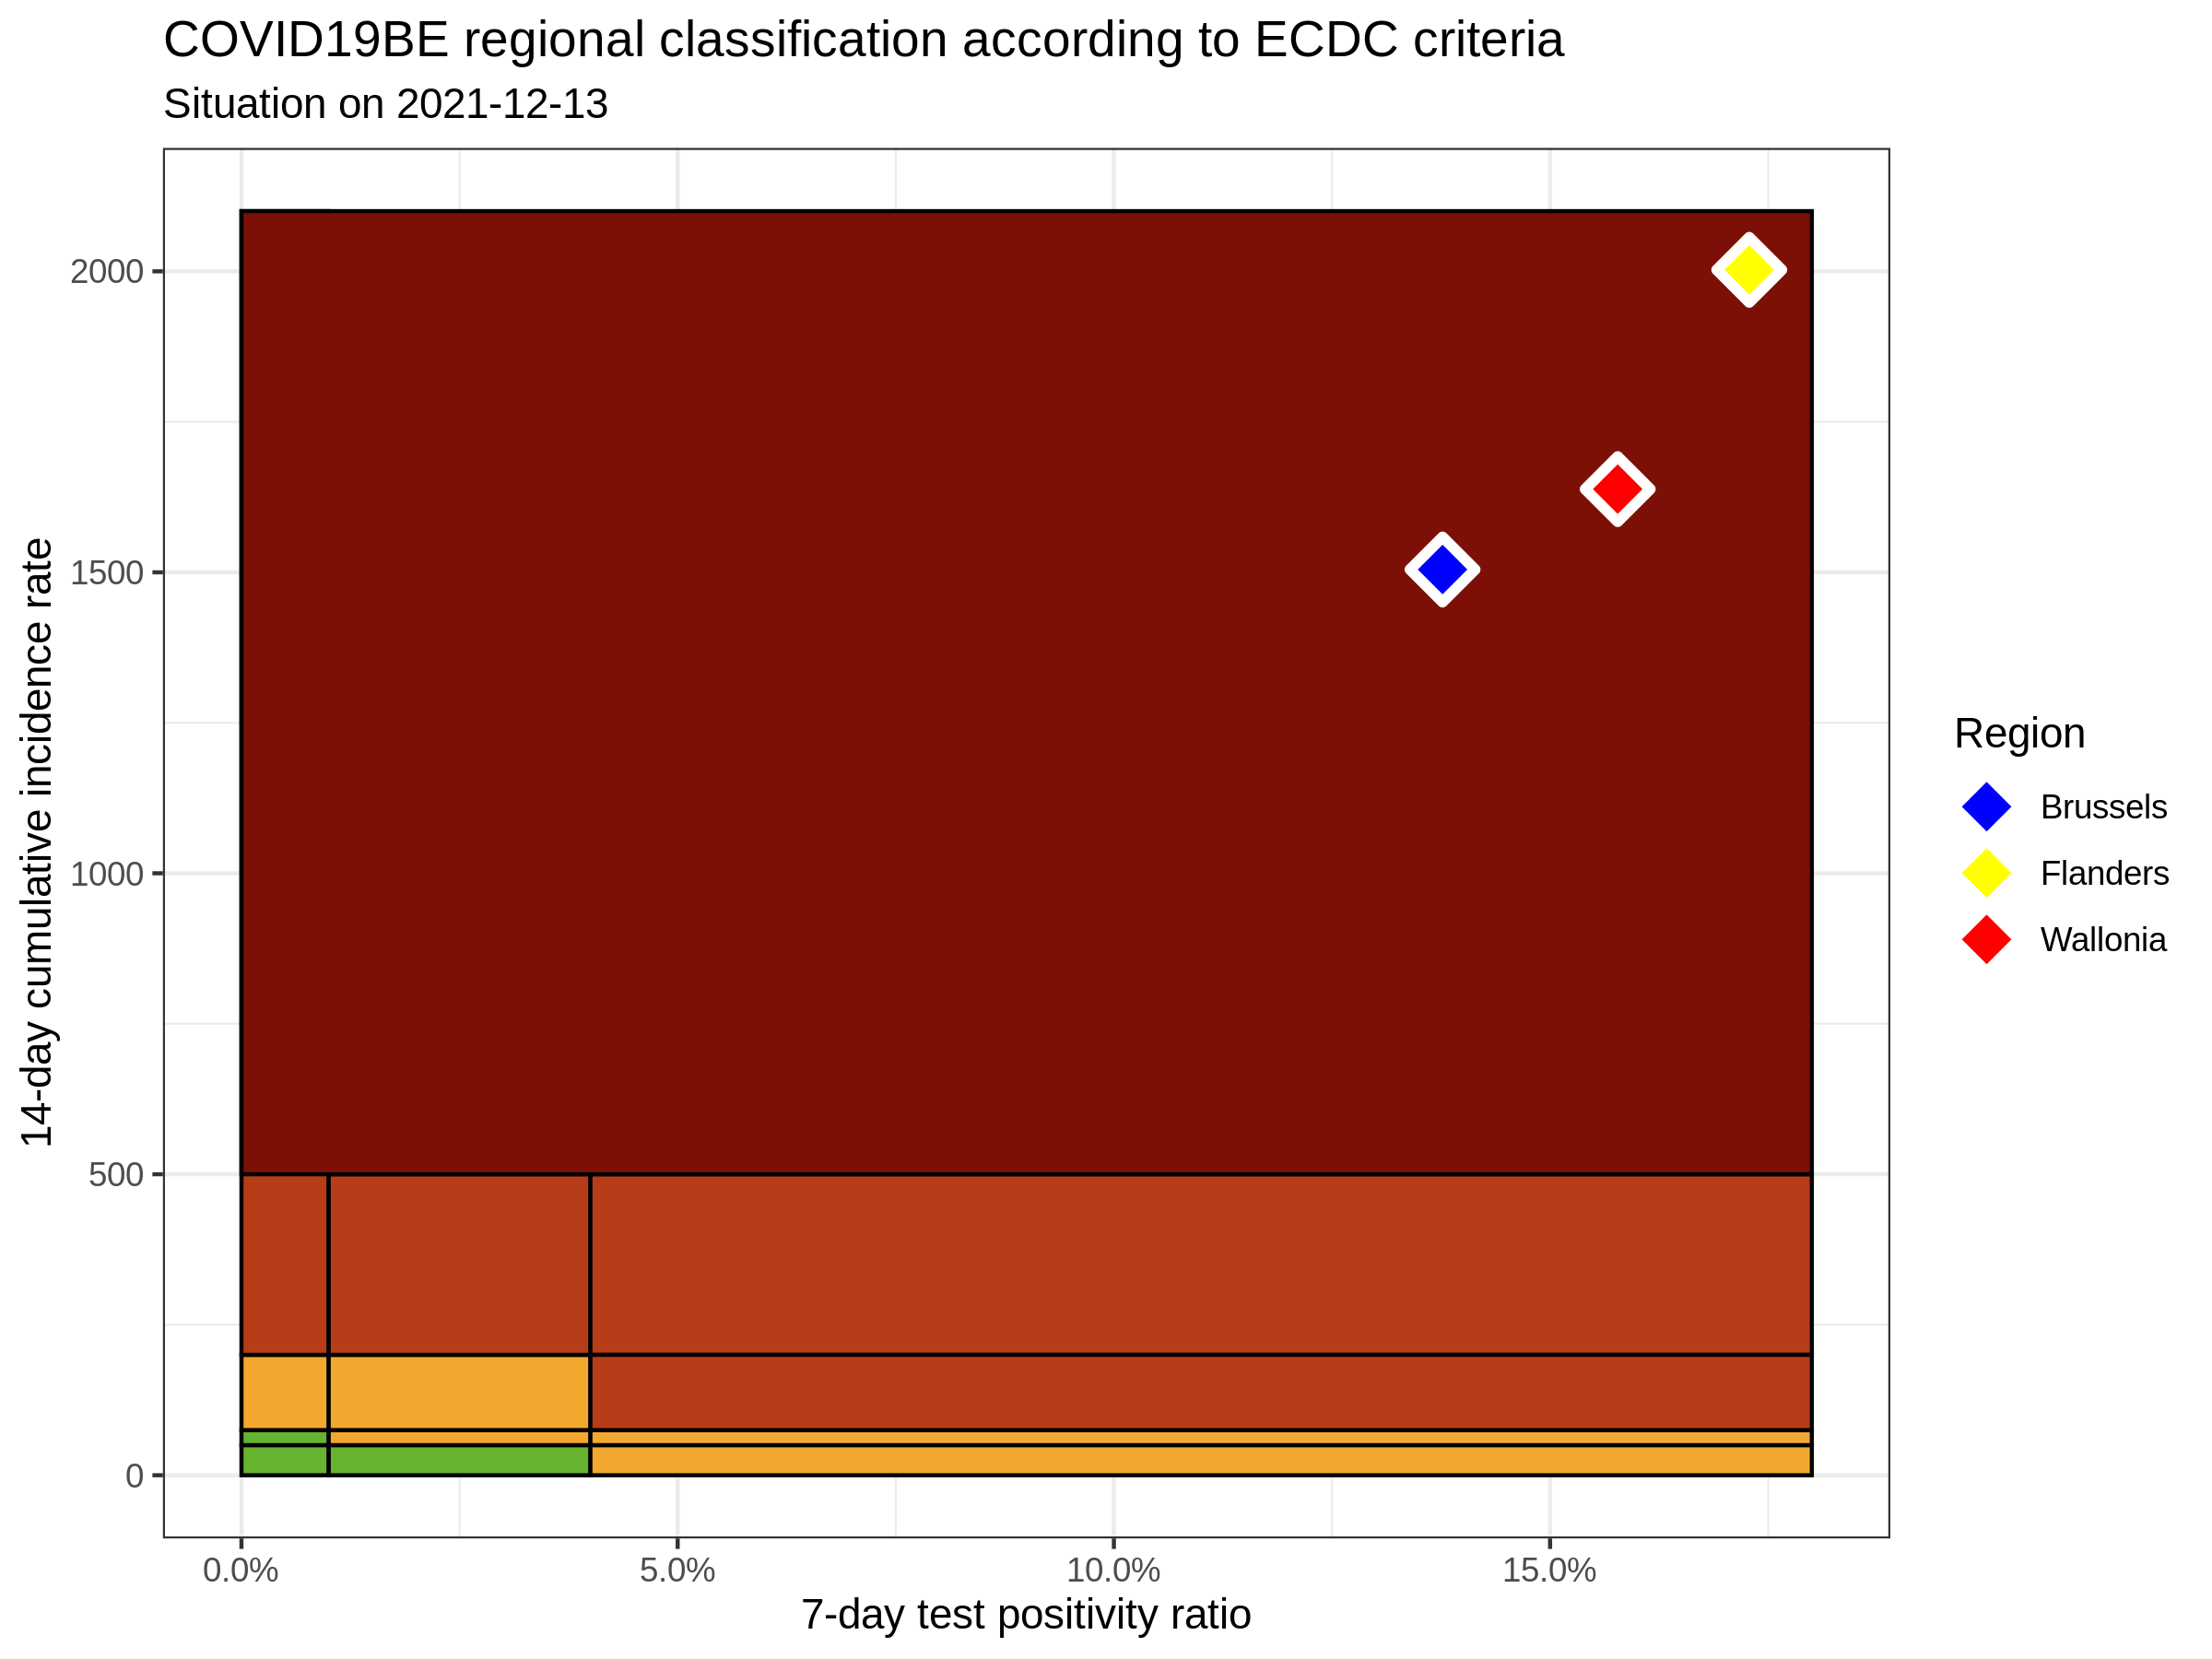 COVID19BE regional classification according to ECDC criteria
Situation on 2021-12-13
14-day cumulative incidence rate
2000
1500
1000
500
0
0.0%
5.0%
10.0%
15.0%
7-day test positivity ratio
Region
Brussels
Flanders
Wallonia